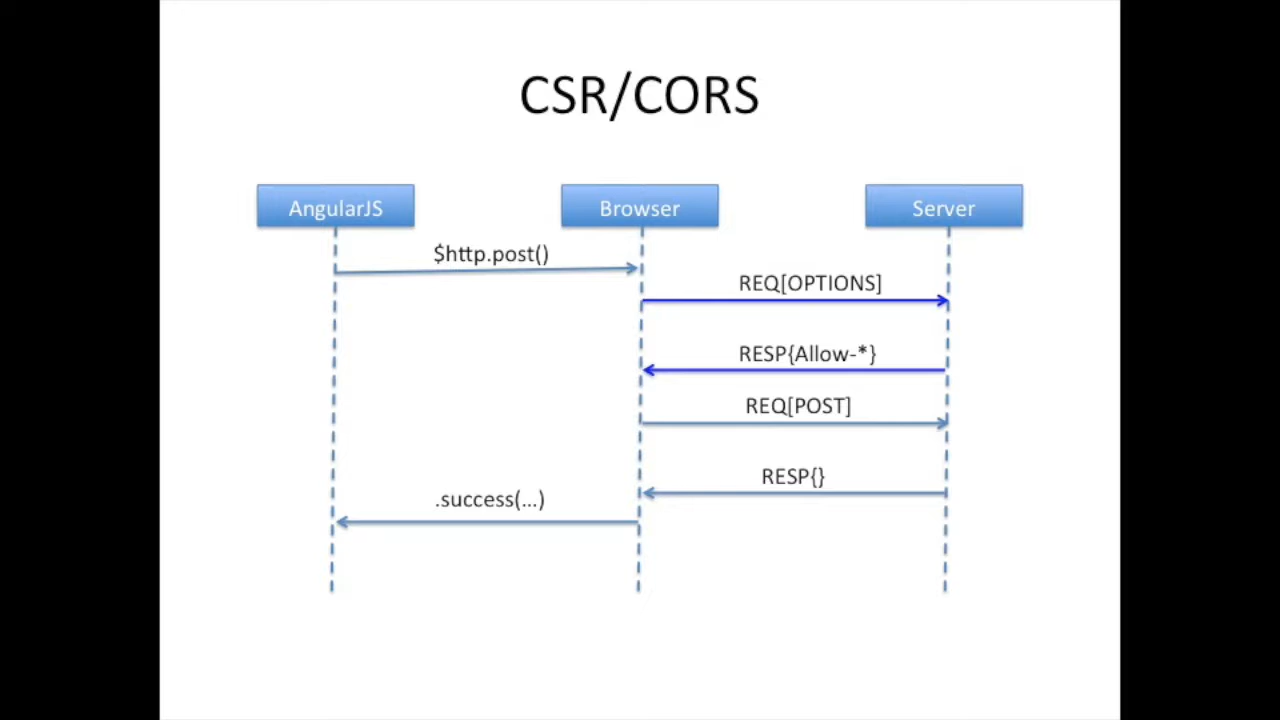 CSR/CORS
AngularJS
Browser
Server
$http.post()
REQ[OPTIONS]
RESP{Allow-*}
REQ[POST]
RESP{}
.success(...)